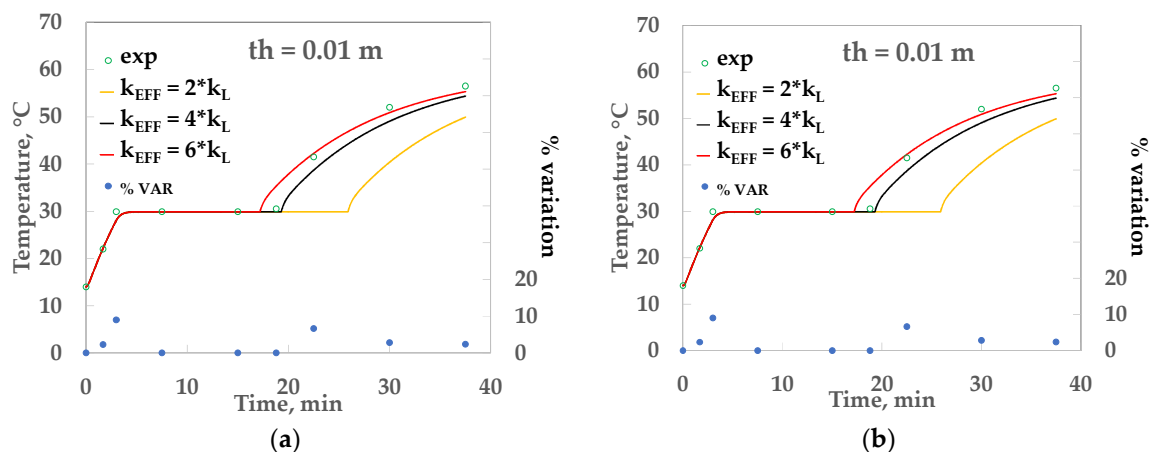 70
60
50
40
30
20
10
0
Temperature, °C
th = 0.01 m
exp
kEFF = 2*kL
kEFF = 4*kL
kEFF = 6*kL
% VAR
% variation
20
10
0
0 10 20 30 40
Time, min
(a)
70
60
50
40
30
20
10
0
Temperature, °C
th = 0.01 m
exp
kEFF = 2*kL
kEFF = 4*kL
kEFF = 6*kL
% VAR
% variation
20
10
0
0 10 20 30 40
Time, min
(b)